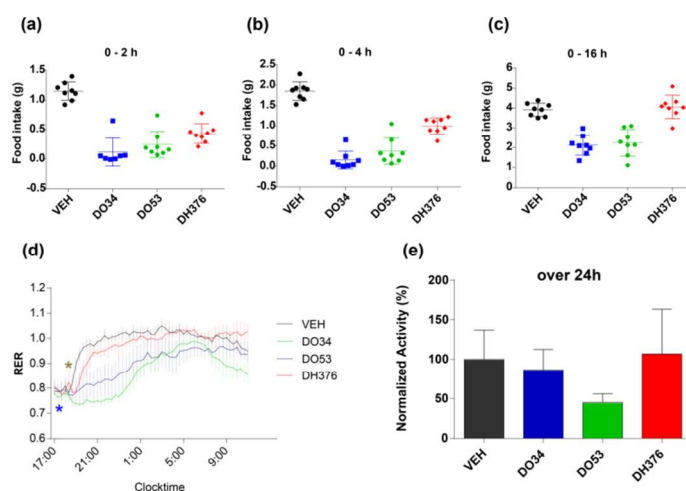 (a)
0 - 2 h
Food intake (g)
1.5
1.0
0.5
0.0
0.5
VEH
DO34
DO53
DH376
(b)
0 - 4 h
Food intake (g)
2.5
2.0
1.5
1.0
0.5
0.0
0.5
VEH
DO34
DO53
DH376
(c)
0 - 16 h
Food intake (g)
6
5
4
3
2
1
0
VEH
DO34
DO53
DH376
(d)
RER
1.2
1.1
1.0
0.9
0.8
0.7
0.6
*
*
17:00
21:00
1:00
5:00
9:00
Clocktime
VEH
DO34
DO53
DH376
(e)
over 24h
Normalized Activity (%)
200
150
100
50
0
VEH
DO34
DO53
DH376